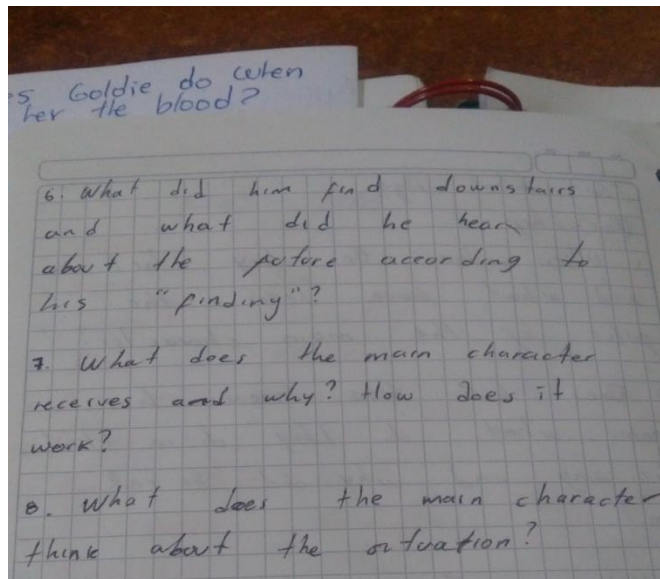 s Goldie do when
her the blood?
6. What did him find downstairs
and what did he hear
about the future according to
his "finding"?
7. What does the main character
receives and why? How does it
work?
8. What does the main character
think about the situation?